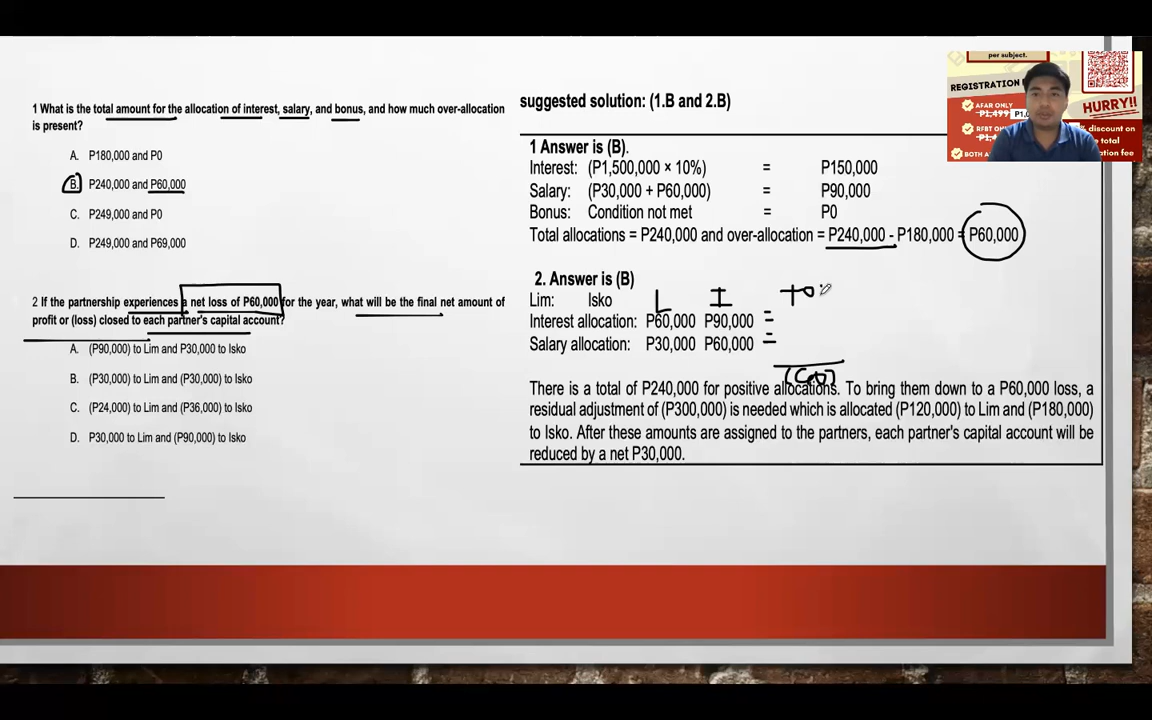 per subject.
REGISTRATION
AFAR ONLY
P1,499
HURRY!!
discount on
total
fee
1 What is the total amount for the allocation of interest, salary, and bonus, and how much over-allocation
is present?
A. P180,000 and P0
B. P240,000 and P60,000
C. P249,000 and P0
D. P249,000 and P69,000
2 If the partnership experiences a net loss of P60,000 for the year, what will be the final net amount of
profit or (loss) closed to each partner's capital account?
A. (P90,000) to Lim and P30,000 to Isko
B. (P30,000) to Lim and (P30,000) to Isko
C. (P24,000) to Lim and (P36,000) to Isko
D. P30,000 to Lim and (P90,000) to Isko
suggested solution: (1.B and 2.B)
1 Answer is (B).
Interest: (P1,500,000 × 10%) = P150,000
Salary: (P30,000 + P60,000) = P90,000
Bonus: Condition not met = P0
Total allocations = P240,000 and over-allocation = P240,000 - P180,000 = P60,000
2. Answer is (B)
Lim: Isko L I to
Interest allocation: P60,000 P90,000 =
Salary allocation: P30,000 P60,000 =
There is a total of P240,000 for positive allocations. To bring them down to a P60,000 loss, a
residual adjustment of (P300,000) is needed which is allocated (P120,000) to Lim and (P180,000)
to Isko. After these amounts are assigned to the partners, each partner's capital account will be
reduced by a net P30,000.